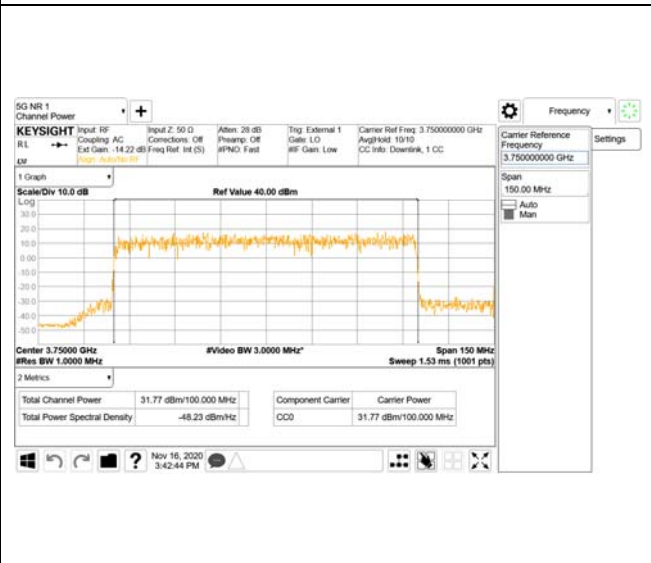 5G NR 1
Channel Power
Frequency
KEYSIGHT
Input: RF
Coupling: AC
Ext Gain: -14.22 dB
Align: Auto/No RF
Input Z: 50 Ω
Corrections: Off
Freq Ref: Int (S)
Atten: 28 dB
Preamp: Off
#PNO: Fast
Trig: External 1
Gate: LO
#IF Gain: Low
Carrier Ref Freq: 3.750000000 GHz
Avg|Hold: 10/10
CC Info: Downlink, 1 CC
RL
Carrier Reference
Frequency
3.750000000 GHz
Settings
Span
150.00 MHz
Auto
Man
1 Graph
Scale/Div 10.0 dB
Ref Value 40.00 dBm
Log
30.0
20.0
10.0
0.00
-10.0
-20.0
-30.0
-40.0
-50.0
Center 3.75000 GHz
#Video BW 3.0000 MHz*
Span 150 MHz
#Res BW 1.0000 MHz
Sweep 1.53 ms (1001 pts)
2 Metrics
Total Channel Power 31.77 dBm/100.000 MHz
Total Power Spectral Density -48.23 dBm/Hz
Component Carrier Carrier Power
CC0 31.77 dBm/100.000 MHz
?
Nov 16, 2020
3:42:44 PM